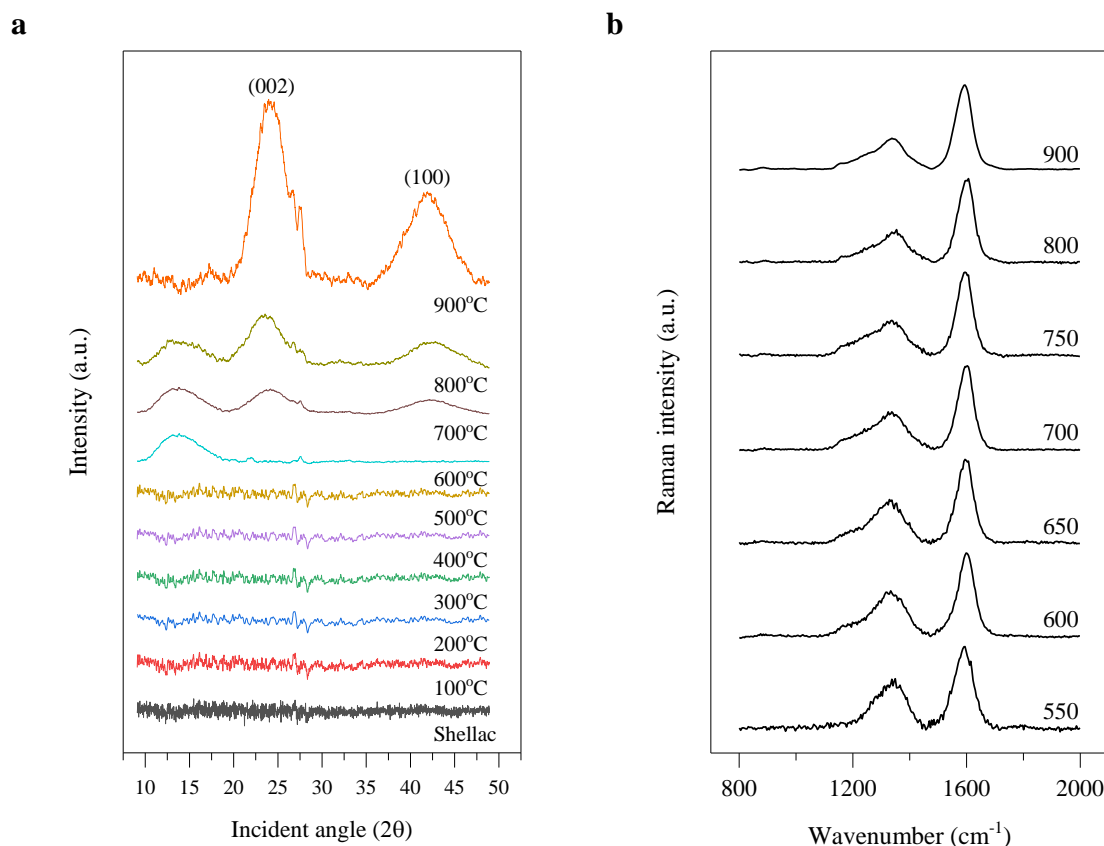 a
(002)
(100)
900°C
800°C
700°C
600°C
500°C
400°C
300°C
200°C
100°C
Shellac
Intensity (a.u.)
10 15 20 25 30 35 40 45 50
Incident angle (2θ)
b
900
800
750
700
650
600
550
Raman intensity (a.u.)
800 1200 1600 2000
Wavenumber (cm⁻¹)